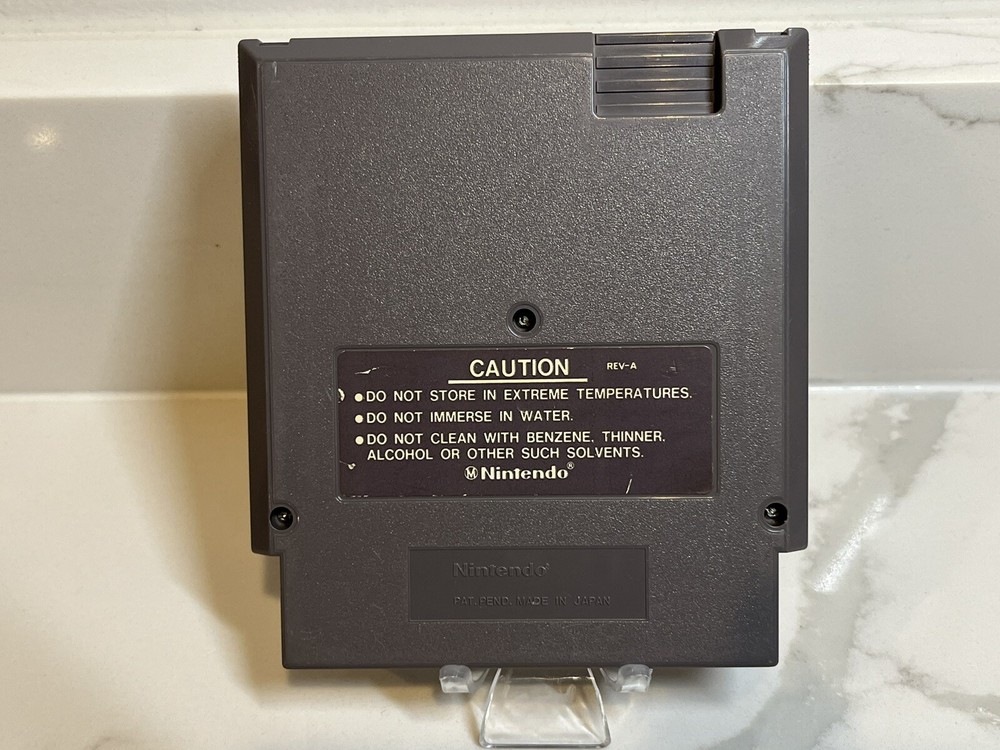 CAUTION REV-A
●DO NOT STORE IN EXTREME TEMPERATURES.
●DO NOT IMMERSE IN WATER.
●DO NOT CLEAN WITH BENZENE, THINNER,
ALCOHOL OR OTHER SUCH SOLVENTS.
Ⓜ Nintendo®
Nintendo®
PAT. PEND. MADE IN JAPAN